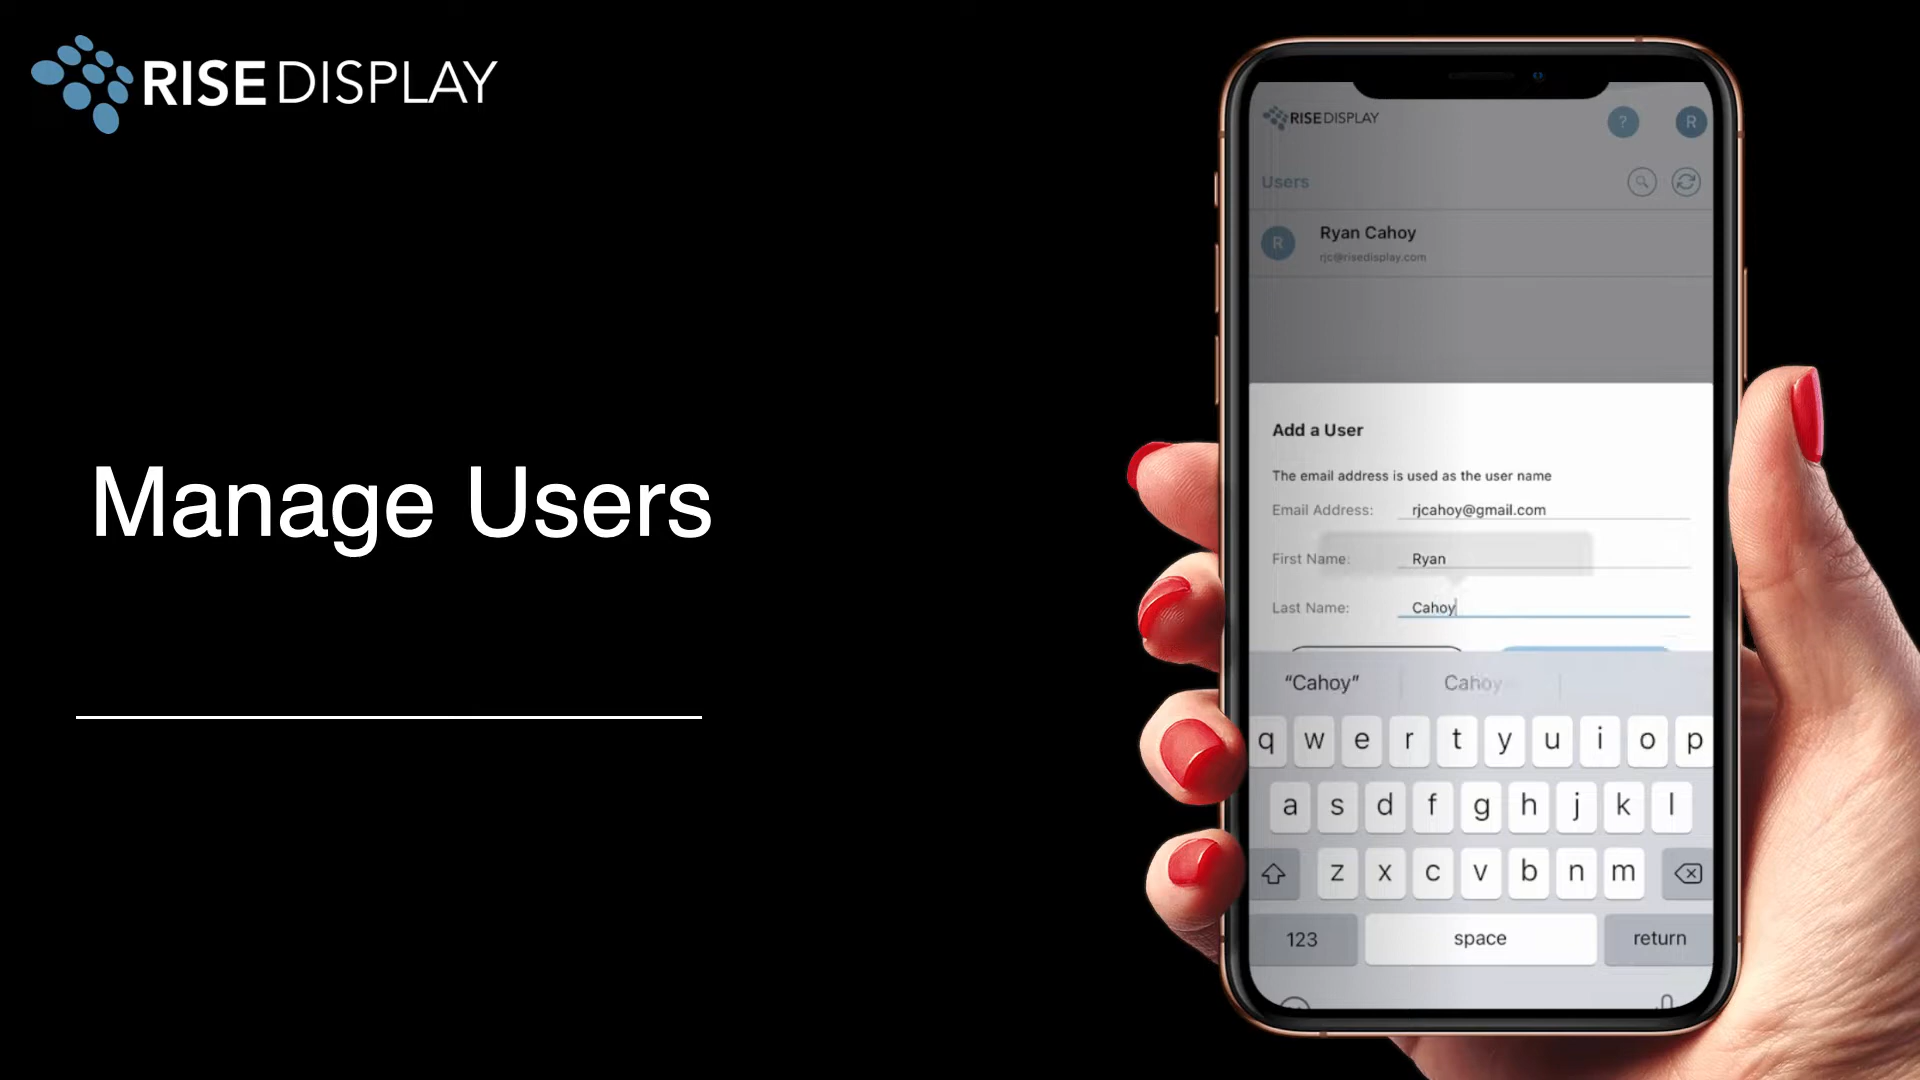 RISE DISPLAY
Manage Users
RISE DISPLAY
?
R
Users
R
Ryan Cahoy
rjc@risedisplay.com
Add a User
The email address is used as the user name
Email Address: rjcahoy@gmail.com
First Name: Ryan
Last Name: Cahoy
“Cahoy” Cahoy
q w e r t y u i o p
a s d f g h j k l
z x c v b n m
123 space return